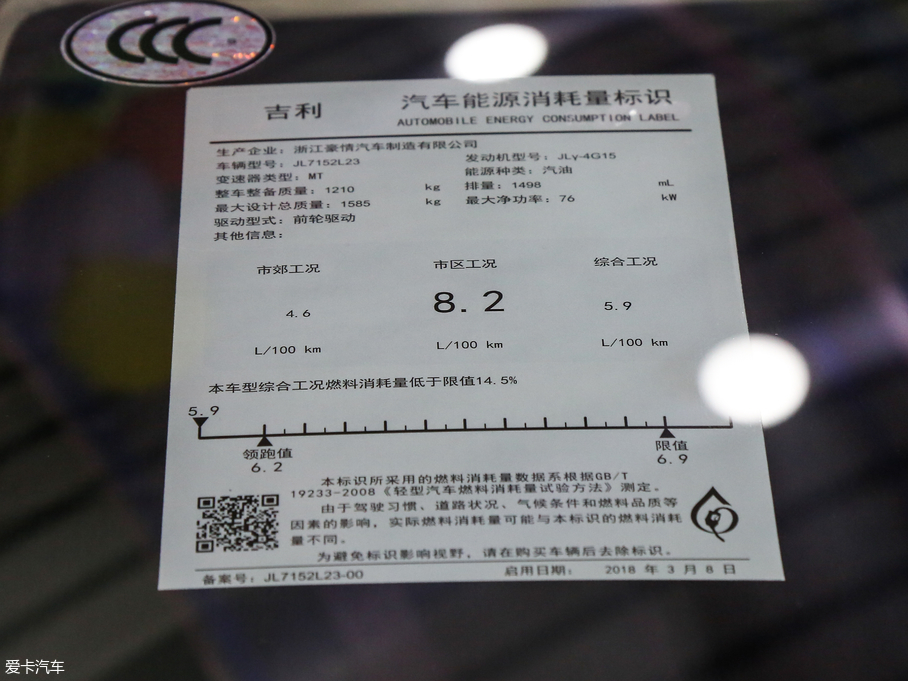 CCC
吉利
汽车能源消耗量标识
AUTOMOBILE ENERGY CONSUMPTION LABEL
生产企业：浙江豪情汽车制造有限公司
车辆型号：JL7152L23
发动机型号：JLγ-4G15
变速器类型：MT
能源种类：汽油
整车整备质量：1210 kg
排量：1498 mL
最大设计总质量：1585 kg
最大净功率：76 kW
驱动型式：前轮驱动
其他信息：
市郊工况 市区工况 综合工况
4.6 8.2 5.9
L/100 km L/100 km L/100 km
本车型综合工况燃料消耗量低于限值14.5%
5.9
领跑值 限值
6.2 6.9
本标识所采用的燃料消耗量数据系根据GB/T
19233-2008《轻型汽车燃料消耗量试验方法》测定。
由于驾驶习惯、道路状况、气候条件和燃料品质等
因素的影响，实际燃料消耗量可能与本标识的燃料消耗
量不同。
为避免标识影响视野，请在购买车辆后去除标识。
备案号：JL7152L23-00 启用日期： 2018 年 3 月 8 日
爱卡汽车